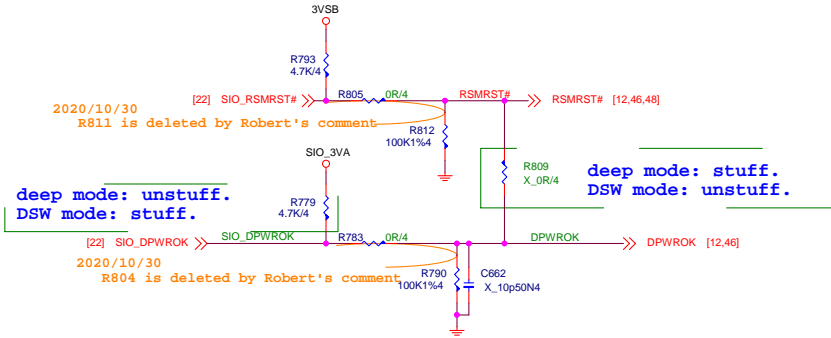 3VSB
R793
4.7K/4
[22] SIO_RSMRST#
R805 0R/4
RSMRST#
RSMRST# [12,46,48]
2020/10/30
R811 is deleted by Robert's comment
R812
100K1%4
SIO_3VA
R809
X_0R/4
deep mode: stuff.
DSW mode: unstuff.
deep mode: unstuff.
DSW mode: stuff.
R779
4.7K/4
[22] SIO_DPWROK
SIO_DPWROK
R783 0R/4
DPWROK
DPWROK [12,46]
2020/10/30
R804 is deleted by Robert's comment
R790
100K1%4
C662
X_10p50N4